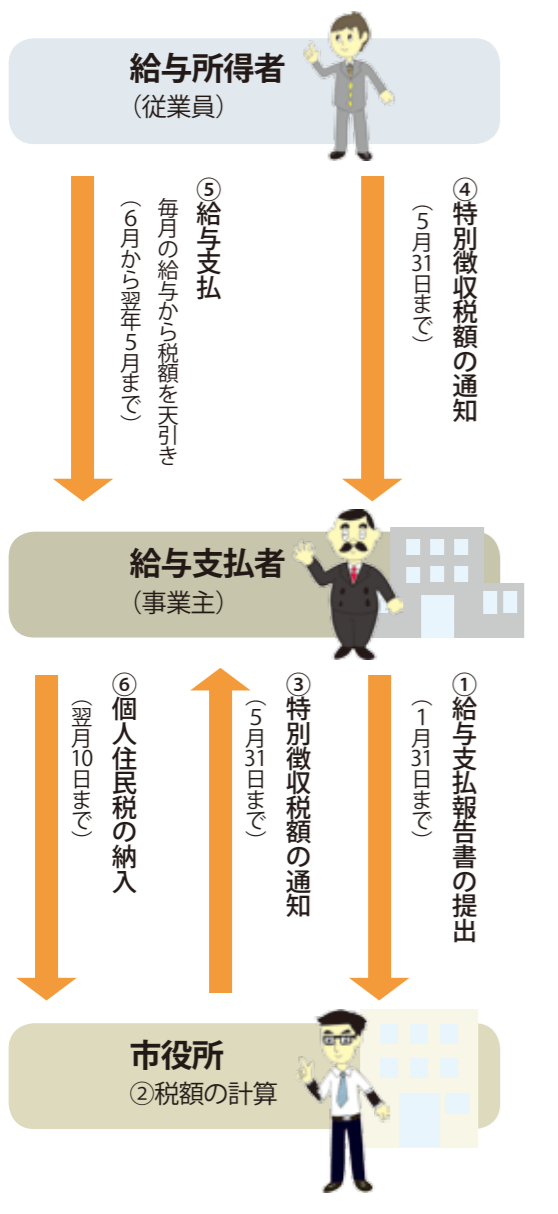 給与所得者
（従業員）
④特別徴収税額の通知
（5月31日まで）
⑤給与支払
毎月の給与から税額を天引き
（6月から翌年5月まで）
給与支払者
（事業主）
①給与支払報告書の提出
（1月31日まで）
③特別徴収税額の通知
（5月31日まで）
⑥個人住民税の納入
（翌月10日まで）
市役所
②税額の計算